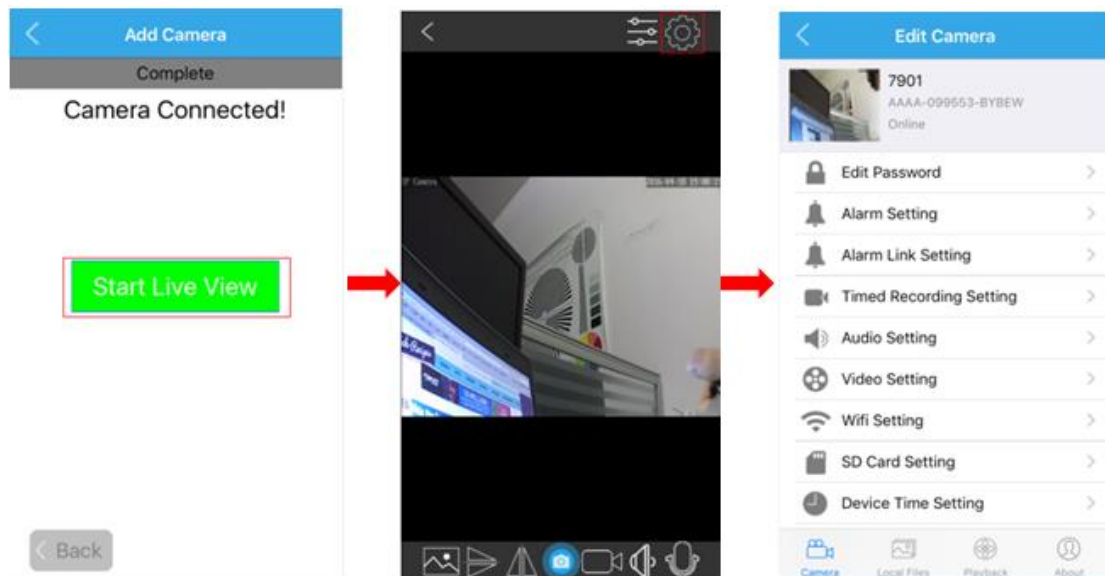 Add Camera
Complete
Camera Connected!
Start Live View
Back
IP Camera
Edit Camera
7901
AAAA-099553-BYBEW
Online
Edit Password
Alarm Setting
Alarm Link Setting
Timed Recording Setting
Audio Setting
Video Setting
Wifi Setting
SD Card Setting
Device Time Setting
Camera
Local Files
Playback
About